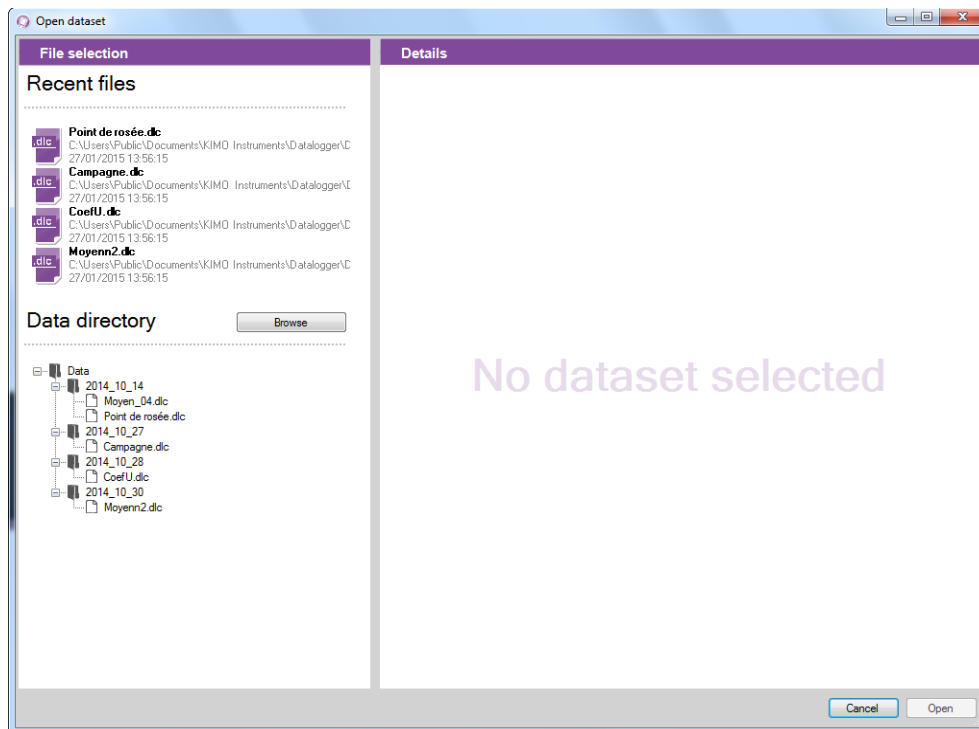 Open dataset
File selection
Recent files
.dlc
Point de rosée.dlc
C:\Users\Public\Documents\KIMO Instruments\Datalogger\D
27/01/2015 13:56:15
.dlc
Campagne.dlc
C:\Users\Public\Documents\KIMO Instruments\Datalogger\D
27/01/2015 13:56:15
.dlc
CoefU.dlc
C:\Users\Public\Documents\KIMO Instruments\Datalogger\D
27/01/2015 13:56:15
.dlc
Moyenn2.dlc
C:\Users\Public\Documents\KIMO Instruments\Datalogger\D
27/01/2015 13:56:15
Data directory
Browse
Data
2014_10_14
Moyen_04.dlc
Point de rosée.dlc
2014_10_27
Campagne.dlc
2014_10_28
CoefU.dlc
2014_10_30
Moyenn2.dlc
Details
No dataset selected
Cancel
Open